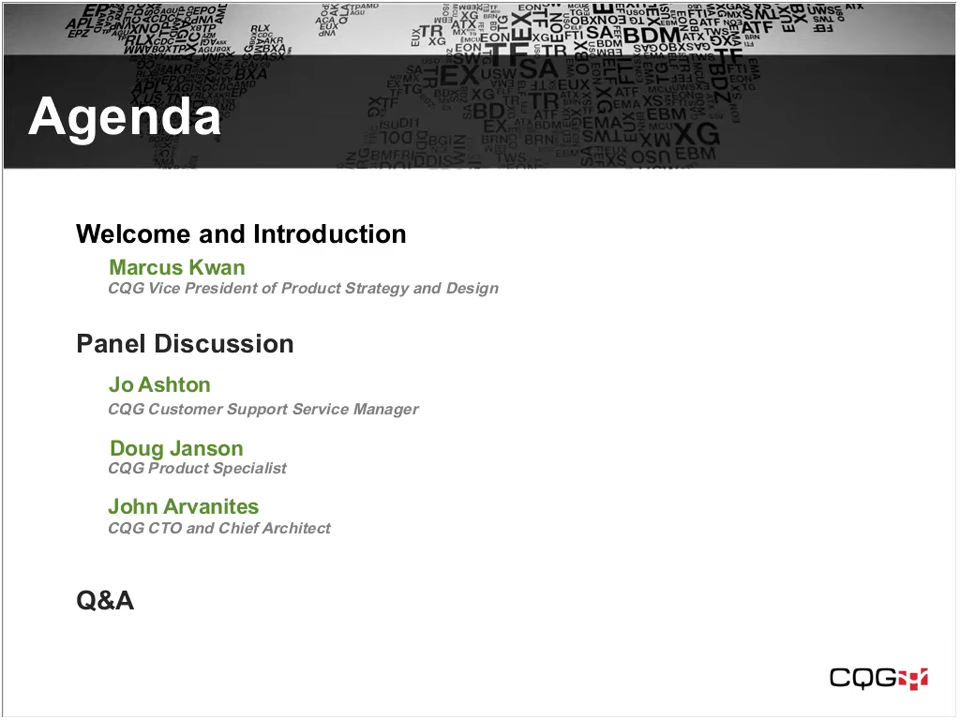 Agenda
Welcome and Introduction
Marcus Kwan
CQG Vice President of Product Strategy and Design
Panel Discussion
Jo Ashton
CQG Customer Support Service Manager
Doug Janson
CQG Product Specialist
John Arvanites
CQG CTO and Chief Architect
Q&A
CQG